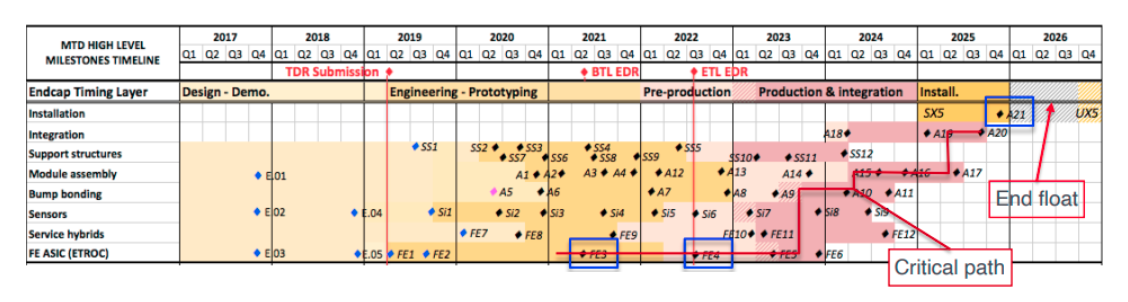 MTD HIGH LEVEL MILESTONES TIMELINE
2017 2018 2019 2020 2021 2022 2023 2024 2025 2026
Q1 Q2 Q3 Q4 Q1 Q2 Q3 Q4 Q1 Q2 Q3 Q4 Q1 Q2 Q3 Q4 Q1 Q2 Q3 Q4 Q1 Q2 Q3 Q4 Q1 Q2 Q3 Q4 Q1 Q2 Q3 Q4 Q1 Q2 Q3 Q4 Q1 Q2 Q3 Q4
TDR Submission BTL EDR ETL EDR
Endcap Timing Layer Design - Demo. Engineering - Prototyping Pre-production Production & integration Install.
Installation SX5 A21 UX5
Integration A18 A19 A20
Support structures SS1 SS2 SS7 SS3 SS6 SS4 SS8 SS9 SS5 SS10 SS11 SS12
Module assembly E.01 A1 A2 A3 A4 A12 A13 A14 A15 A16 A17
Bump bonding A5 A6 A7 A8 A9 A10 A11
Sensors E.02 E.04 Si1 Si2 Si3 Si4 Si5 Si6 Si7 Si8 Si9
Service hybrids FE7 FE8 FE9 FE10 FE11 FE12
FE ASIC (ETROC) E.03 E.05 FE1 FE2 FE3 FE4 FE5 FE6
End float
Critical path